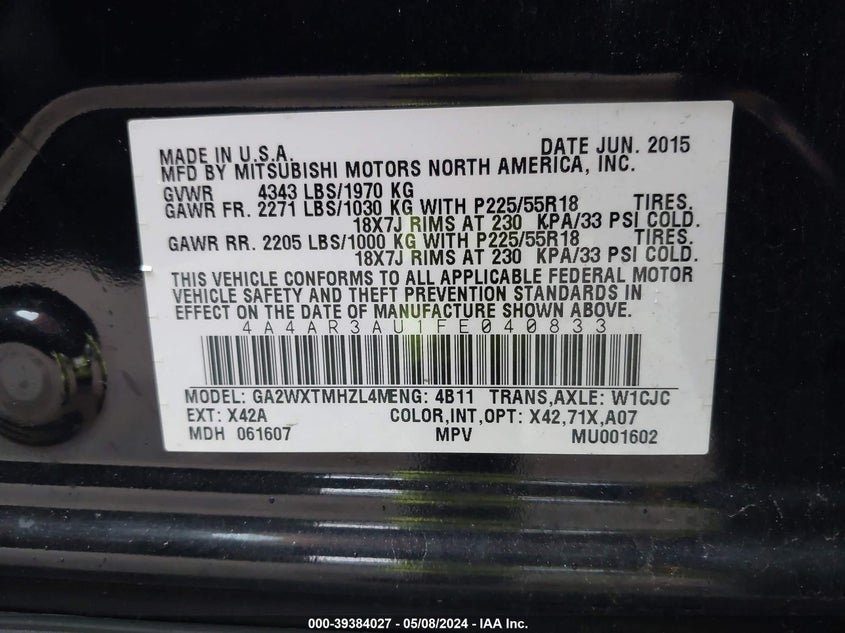 MADE IN U.S.A. DATE JUN. 2015
MFD BY MITSUBISHI MOTORS NORTH AMERICA, INC.
GVWR 4343 LBS/1970 KG
GAWR FR. 2271 LBS/1030 KG WITH P225/55R18 TIRES.
18X7J RIMS AT 230 KPA/33 PSI COLD.
GAWR RR. 2205 LBS/1000 KG WITH P225/55R18 TIRES.
18X7J RIMS AT 230 KPA/33 PSI COLD.
THIS VEHICLE CONFORMS TO ALL APPLICABLE FEDERAL MOTOR
VEHICLE SAFETY AND THEFT PREVENTION STANDARDS IN
EFFECT ON THE DATE OF MANUFACTURE SHOWN ABOVE.
4A4AR3AU1FE040833
MODEL: GA2WXTMHZL4M ENG: 4B11 TRANS,AXLE: W1CJC
EXT: X42A COLOR,INT,OPT: X42,71X,A07
MDH 061607 MPV MU001602
000-39384027 - 05/08/2024 - IAA Inc.